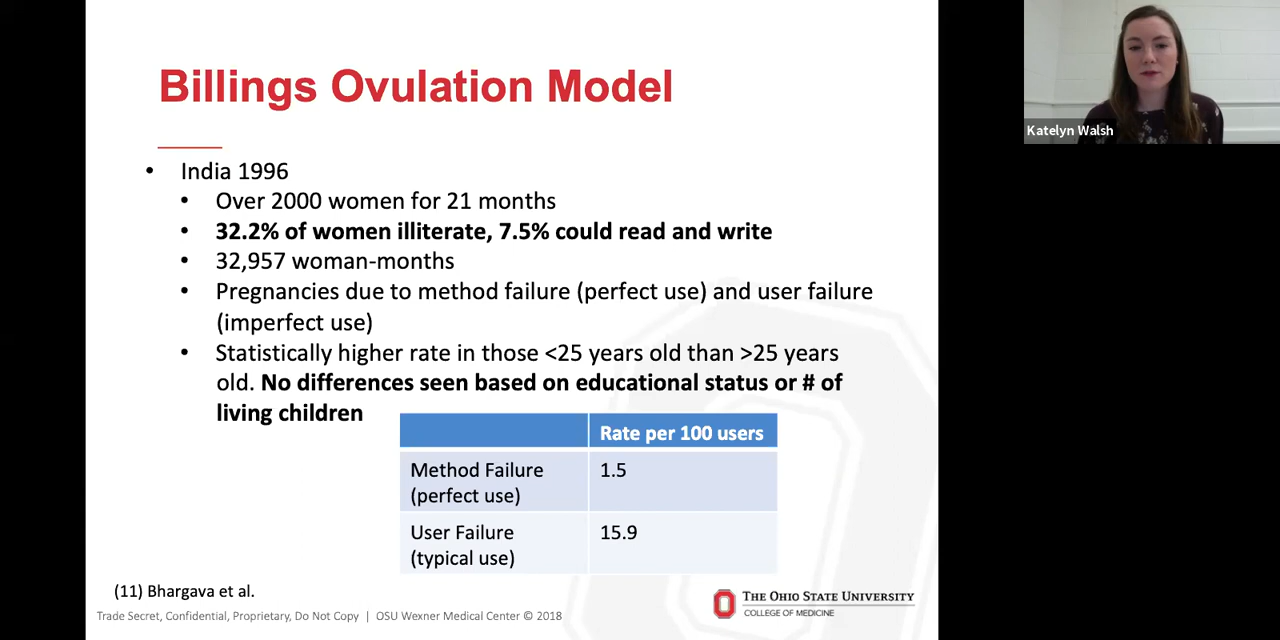 Billings Ovulation Model
Katelyn Walsh
• India 1996
• Over 2000 women for 21 months
• 32.2% of women illiterate, 7.5% could read and write
• 32,957 woman-months
• Pregnancies due to method failure (perfect use) and user failure
(imperfect use)
• Statistically higher rate in those <25 years old than >25 years
old. No differences seen based on educational status or # of
living children
Rate per 100 users
Method Failure
(perfect use)
1.5
User Failure
(typical use)
15.9
(11) Bhargava et al.
Trade Secret, Confidential, Proprietary, Do Not Copy | OSU Wexner Medical Center © 2018
THE OHIO STATE UNIVERSITY
COLLEGE OF MEDICINE